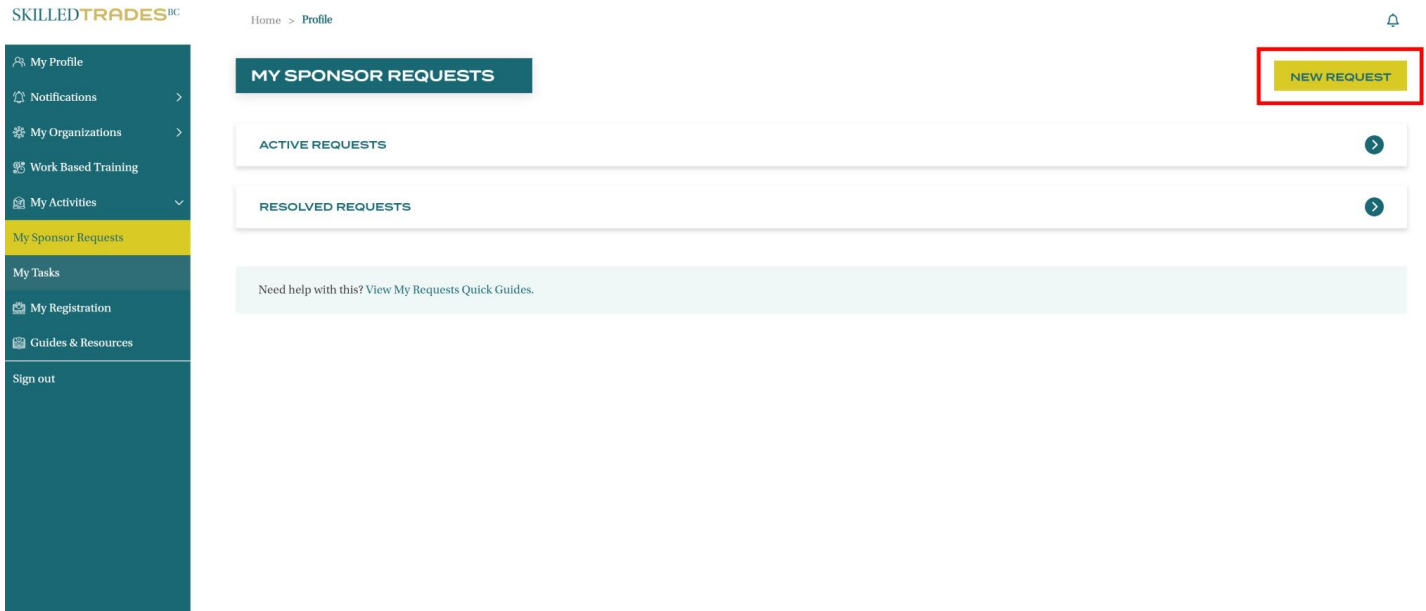 SKILLEDTRADESBC
Home > Profile
My Profile
Notifications
My Organizations
Work Based Training
My Activities
My Sponsor Requests
My Tasks
My Registration
Guides & Resources
Sign out
MY SPONSOR REQUESTS
NEW REQUEST
ACTIVE REQUESTS
RESOLVED REQUESTS
Need help with this? View My Requests Quick Guides.